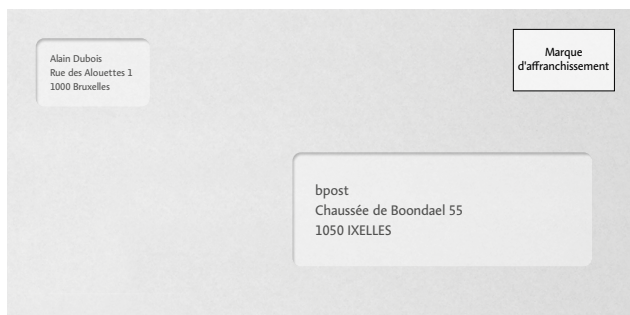 Alain Dubois
Rue des Alouettes 1
1000 Bruxelles
Marque
d'affranchissement
bpost
Chaussée de Boondael 55
1050 IXELLES